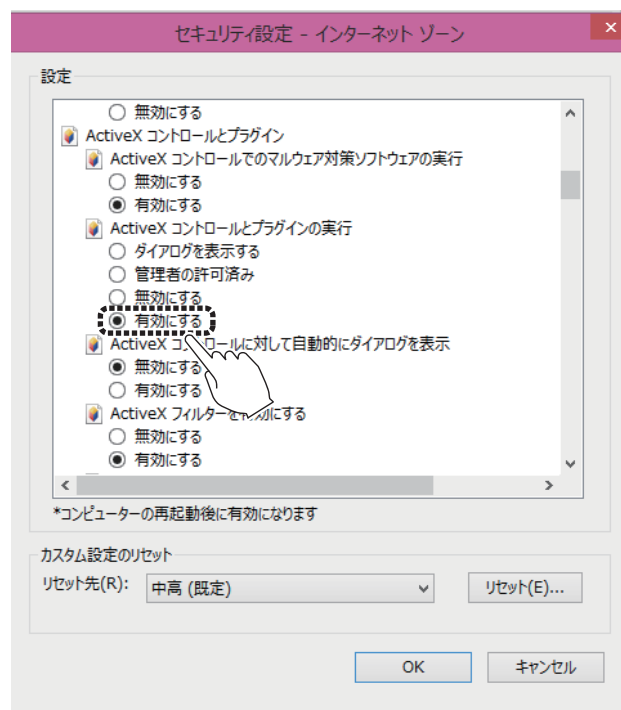 セキュリティ設定 - インターネット ゾーン
設定
無効にする
ActiveX コントロールとプラグイン
ActiveX コントロールでのマルウェア対策ソフトウェアの実行
無効にする
有効にする
ActiveX コントロールとプラグインの実行
ダイアログを表示する
管理者の許可済み
無効にする
有効にする
ActiveX コントロールに対して自動的にダイアログを表示
無効にする
有効にする
ActiveX フィルターを有効にする
無効にする
有効にする
*コンピューターの再起動後に有効になります
カスタム設定のリセット
リセット先(R): 中高 (既定) リセット(E)...
OK キャンセル